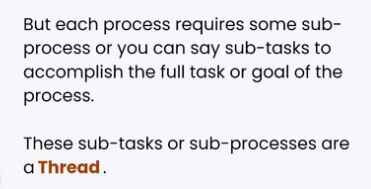 But each process requires some sub-
process or you can say sub-tasks to
accomplish the full task or goal of the
process.
These sub-tasks or sub-processes are
a Thread.